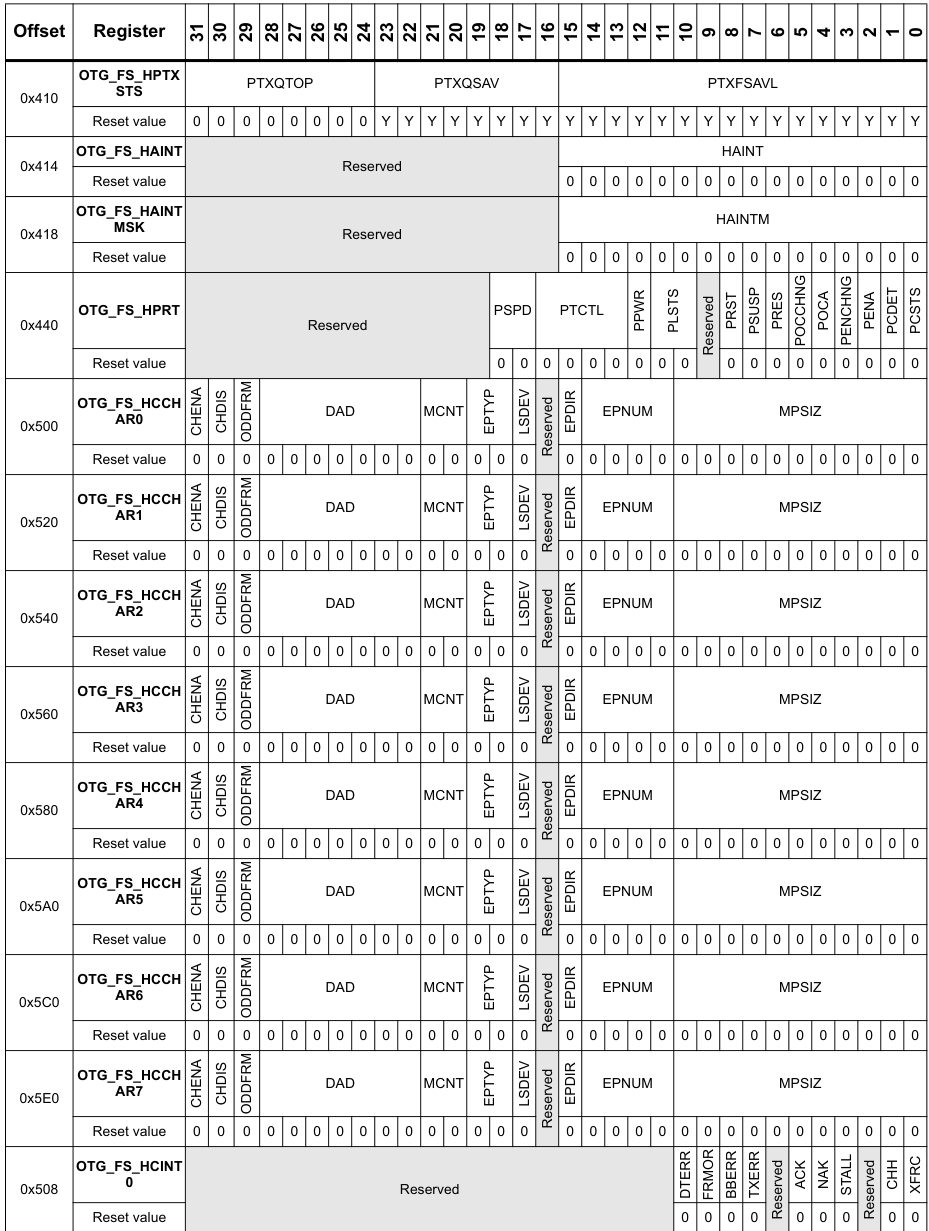 Offset Register 31 30 29 28 27 26 25 24 23 22 21 20 19 18 17 16 15 14 13 12 11 10 9 8 7 6 5 4 3 2 1 0
0x410 OTG_FS_HPTX
STS PTXQTOP PTXQSAV PTXFSAVL
Reset value 0 0 0 0 0 0 0 0 Y Y Y Y Y Y Y Y Y Y Y Y Y Y Y Y Y Y Y Y Y Y Y Y
0x414 OTG_FS_HAINT Reserved HAINT
Reset value 0 0 0 0 0 0 0 0 0 0 0 0 0 0 0 0
0x418 OTG_FS_HAINT
MSK Reserved HAINTM
Reset value 0 0 0 0 0 0 0 0 0 0 0 0 0 0 0 0
0x440 OTG_FS_HPRT Reserved PSPD PTCTL PPWR PLSTS Reserved PRST PSUSP PRES POCCHNG POCA PENCHNG PENA PCDET PCSTS
Reset value 0 0 0 0 0 0 0 0 0 0 0 0 0 0 0 0 0 0
0x500 OTG_FS_HCCH
AR0 CHENA CHDIS ODDFRM DAD MCNT EPTYP LSDEV Reserved EPDIR EPNUM MPSIZ
Reset value 0 0 0 0 0 0 0 0 0 0 0 0 0 0 0 0 0 0 0 0 0 0 0 0 0 0 0 0 0 0 0
0x520 OTG_FS_HCCH
AR1 CHENA CHDIS ODDFRM DAD MCNT EPTYP LSDEV Reserved EPDIR EPNUM MPSIZ
Reset value 0 0 0 0 0 0 0 0 0 0 0 0 0 0 0 0 0 0 0 0 0 0 0 0 0 0 0 0 0 0 0
0x540 OTG_FS_HCCH
AR2 CHENA CHDIS ODDFRM DAD MCNT EPTYP LSDEV Reserved EPDIR EPNUM MPSIZ
Reset value 0 0 0 0 0 0 0 0 0 0 0 0 0 0 0 0 0 0 0 0 0 0 0 0 0 0 0 0 0 0 0
0x560 OTG_FS_HCCH
AR3 CHENA CHDIS ODDFRM DAD MCNT EPTYP LSDEV Reserved EPDIR EPNUM MPSIZ
Reset value 0 0 0 0 0 0 0 0 0 0 0 0 0 0 0 0 0 0 0 0 0 0 0 0 0 0 0 0 0 0 0
0x580 OTG_FS_HCCH
AR4 CHENA CHDIS ODDFRM DAD MCNT EPTYP LSDEV Reserved EPDIR EPNUM MPSIZ
Reset value 0 0 0 0 0 0 0 0 0 0 0 0 0 0 0 0 0 0 0 0 0 0 0 0 0 0 0 0 0 0 0
0x5A0 OTG_FS_HCCH
AR5 CHENA CHDIS ODDFRM DAD MCNT EPTYP LSDEV Reserved EPDIR EPNUM MPSIZ
Reset value 0 0 0 0 0 0 0 0 0 0 0 0 0 0 0 0 0 0 0 0 0 0 0 0 0 0 0 0 0 0 0
0x5C0 OTG_FS_HCCH
AR6 CHENA CHDIS ODDFRM DAD MCNT EPTYP LSDEV Reserved EPDIR EPNUM MPSIZ
Reset value 0 0 0 0 0 0 0 0 0 0 0 0 0 0 0 0 0 0 0 0 0 0 0 0 0 0 0 0 0 0 0
0x5E0 OTG_FS_HCCH
AR7 CHENA CHDIS ODDFRM DAD MCNT EPTYP LSDEV Reserved EPDIR EPNUM MPSIZ
Reset value 0 0 0 0 0 0 0 0 0 0 0 0 0 0 0 0 0 0 0 0 0 0 0 0 0 0 0 0 0 0 0
0x508 OTG_FS_HCINT
0 Reserved DTERR FRMOR BBERR TXERR Reserved ACK NAK STALL Reserved CHH XFRC
Reset value 0 0 0 0 0 0 0 0 0